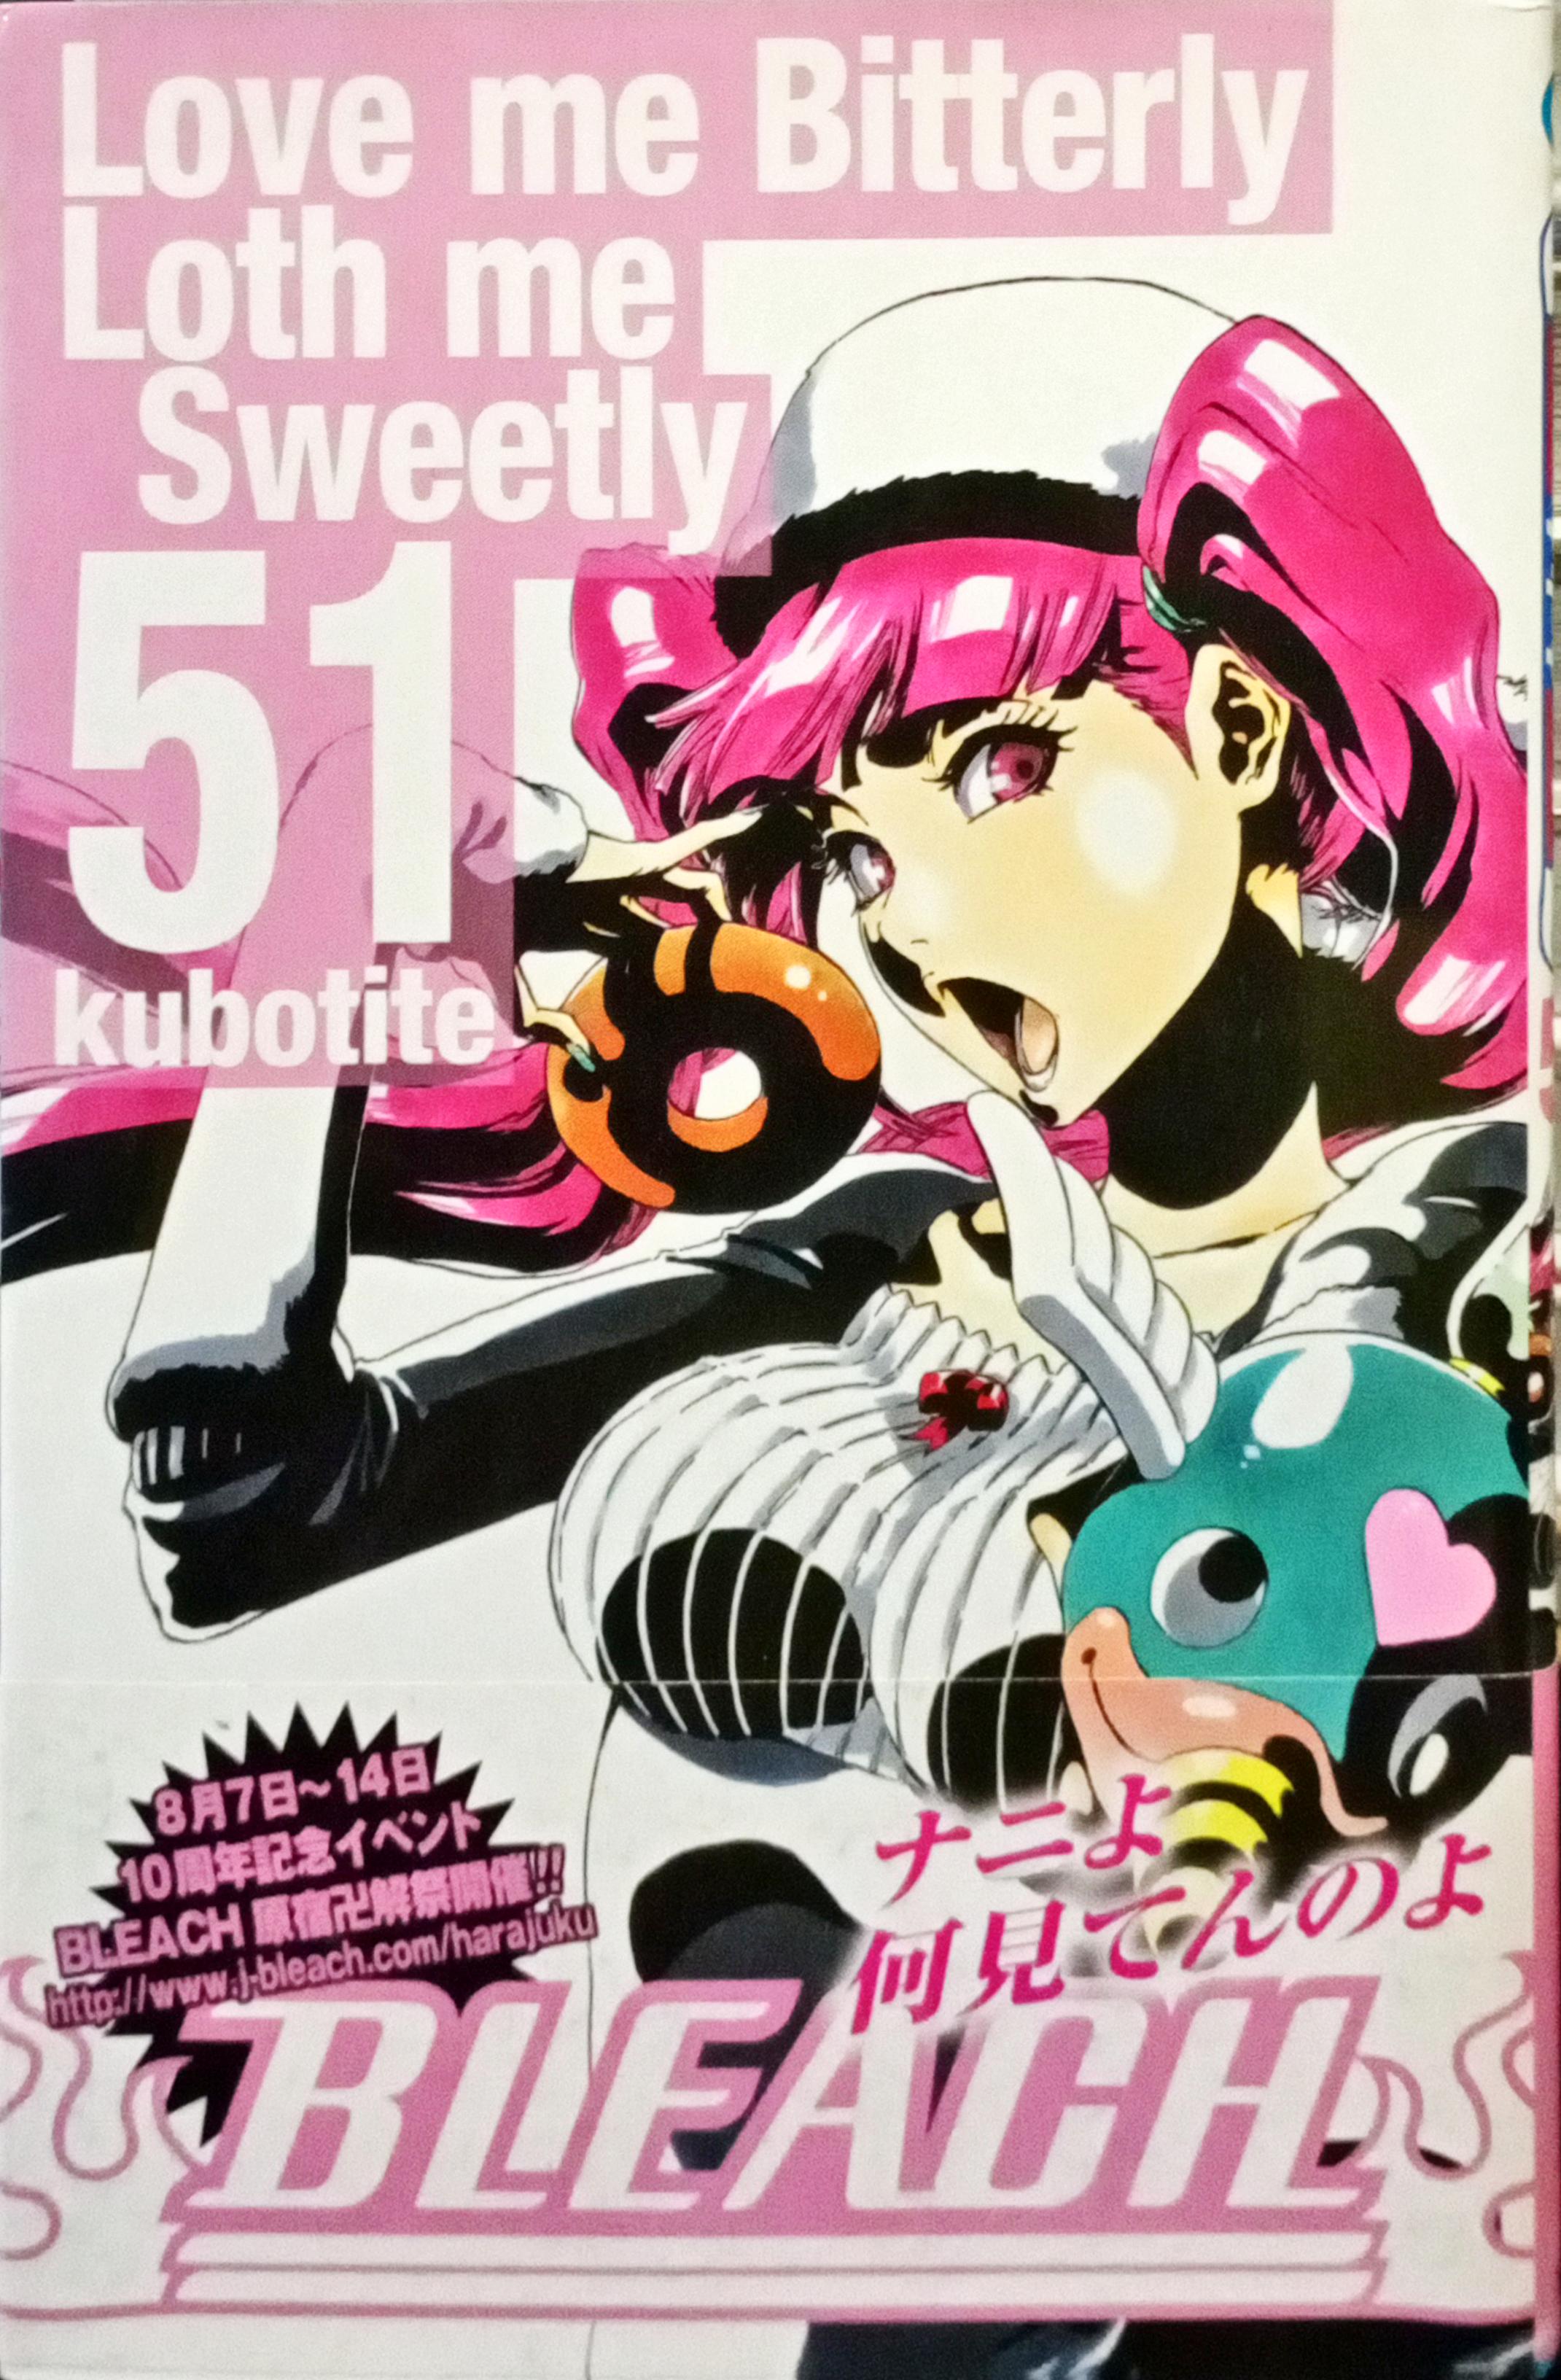 Love me Bitterly
Loth me
Sweetly
51
kubotite
8月7日〜14日
10周年記念イベント
BLEACH 原宿卍解祭開催!!
http://www.j-bleach.com/harajuku
ナニよ
何見てんのよ
BLEACH